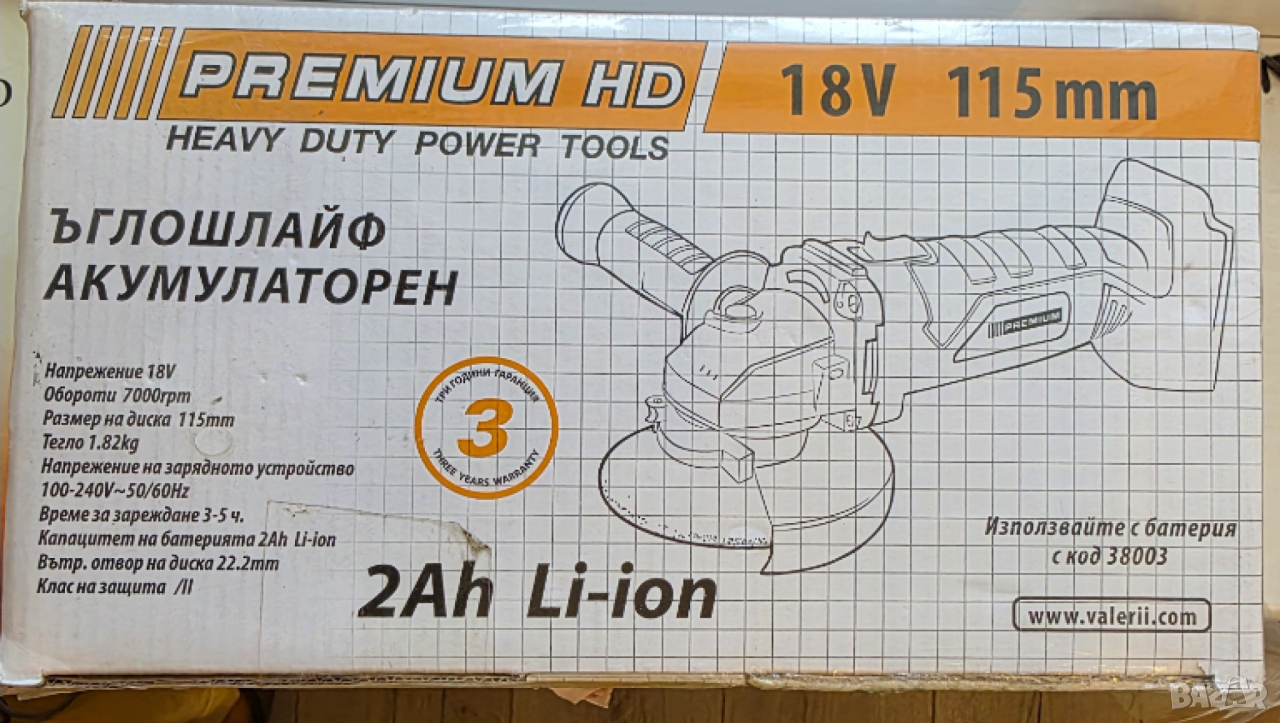 PREMIUM HD
18V 115mm
HEAVY DUTY POWER TOOLS
ЪГЛОШЛАЙФ
АКУМУЛАТОРЕН
Напрежение 18V
Обороти 7000rpm
Размер на диска 115mm
Тегло 1.82kg
Напрежение на зарядното устройство
100-240V~50/60Hz
Време за зареждане 3-5 ч.
Капацитет на батерията 2Ah Li-ion
Вътр. отвор на диска 22.2mm
Клас на защита /II
ТРИ ГОДИНИ ГАРАНЦИЯ
3
THREE YEARS WARRANTY
PREMIUM
2Ah Li-ion
Използвайте с батерия
с код 38003
www.valerii.com
BAZAR